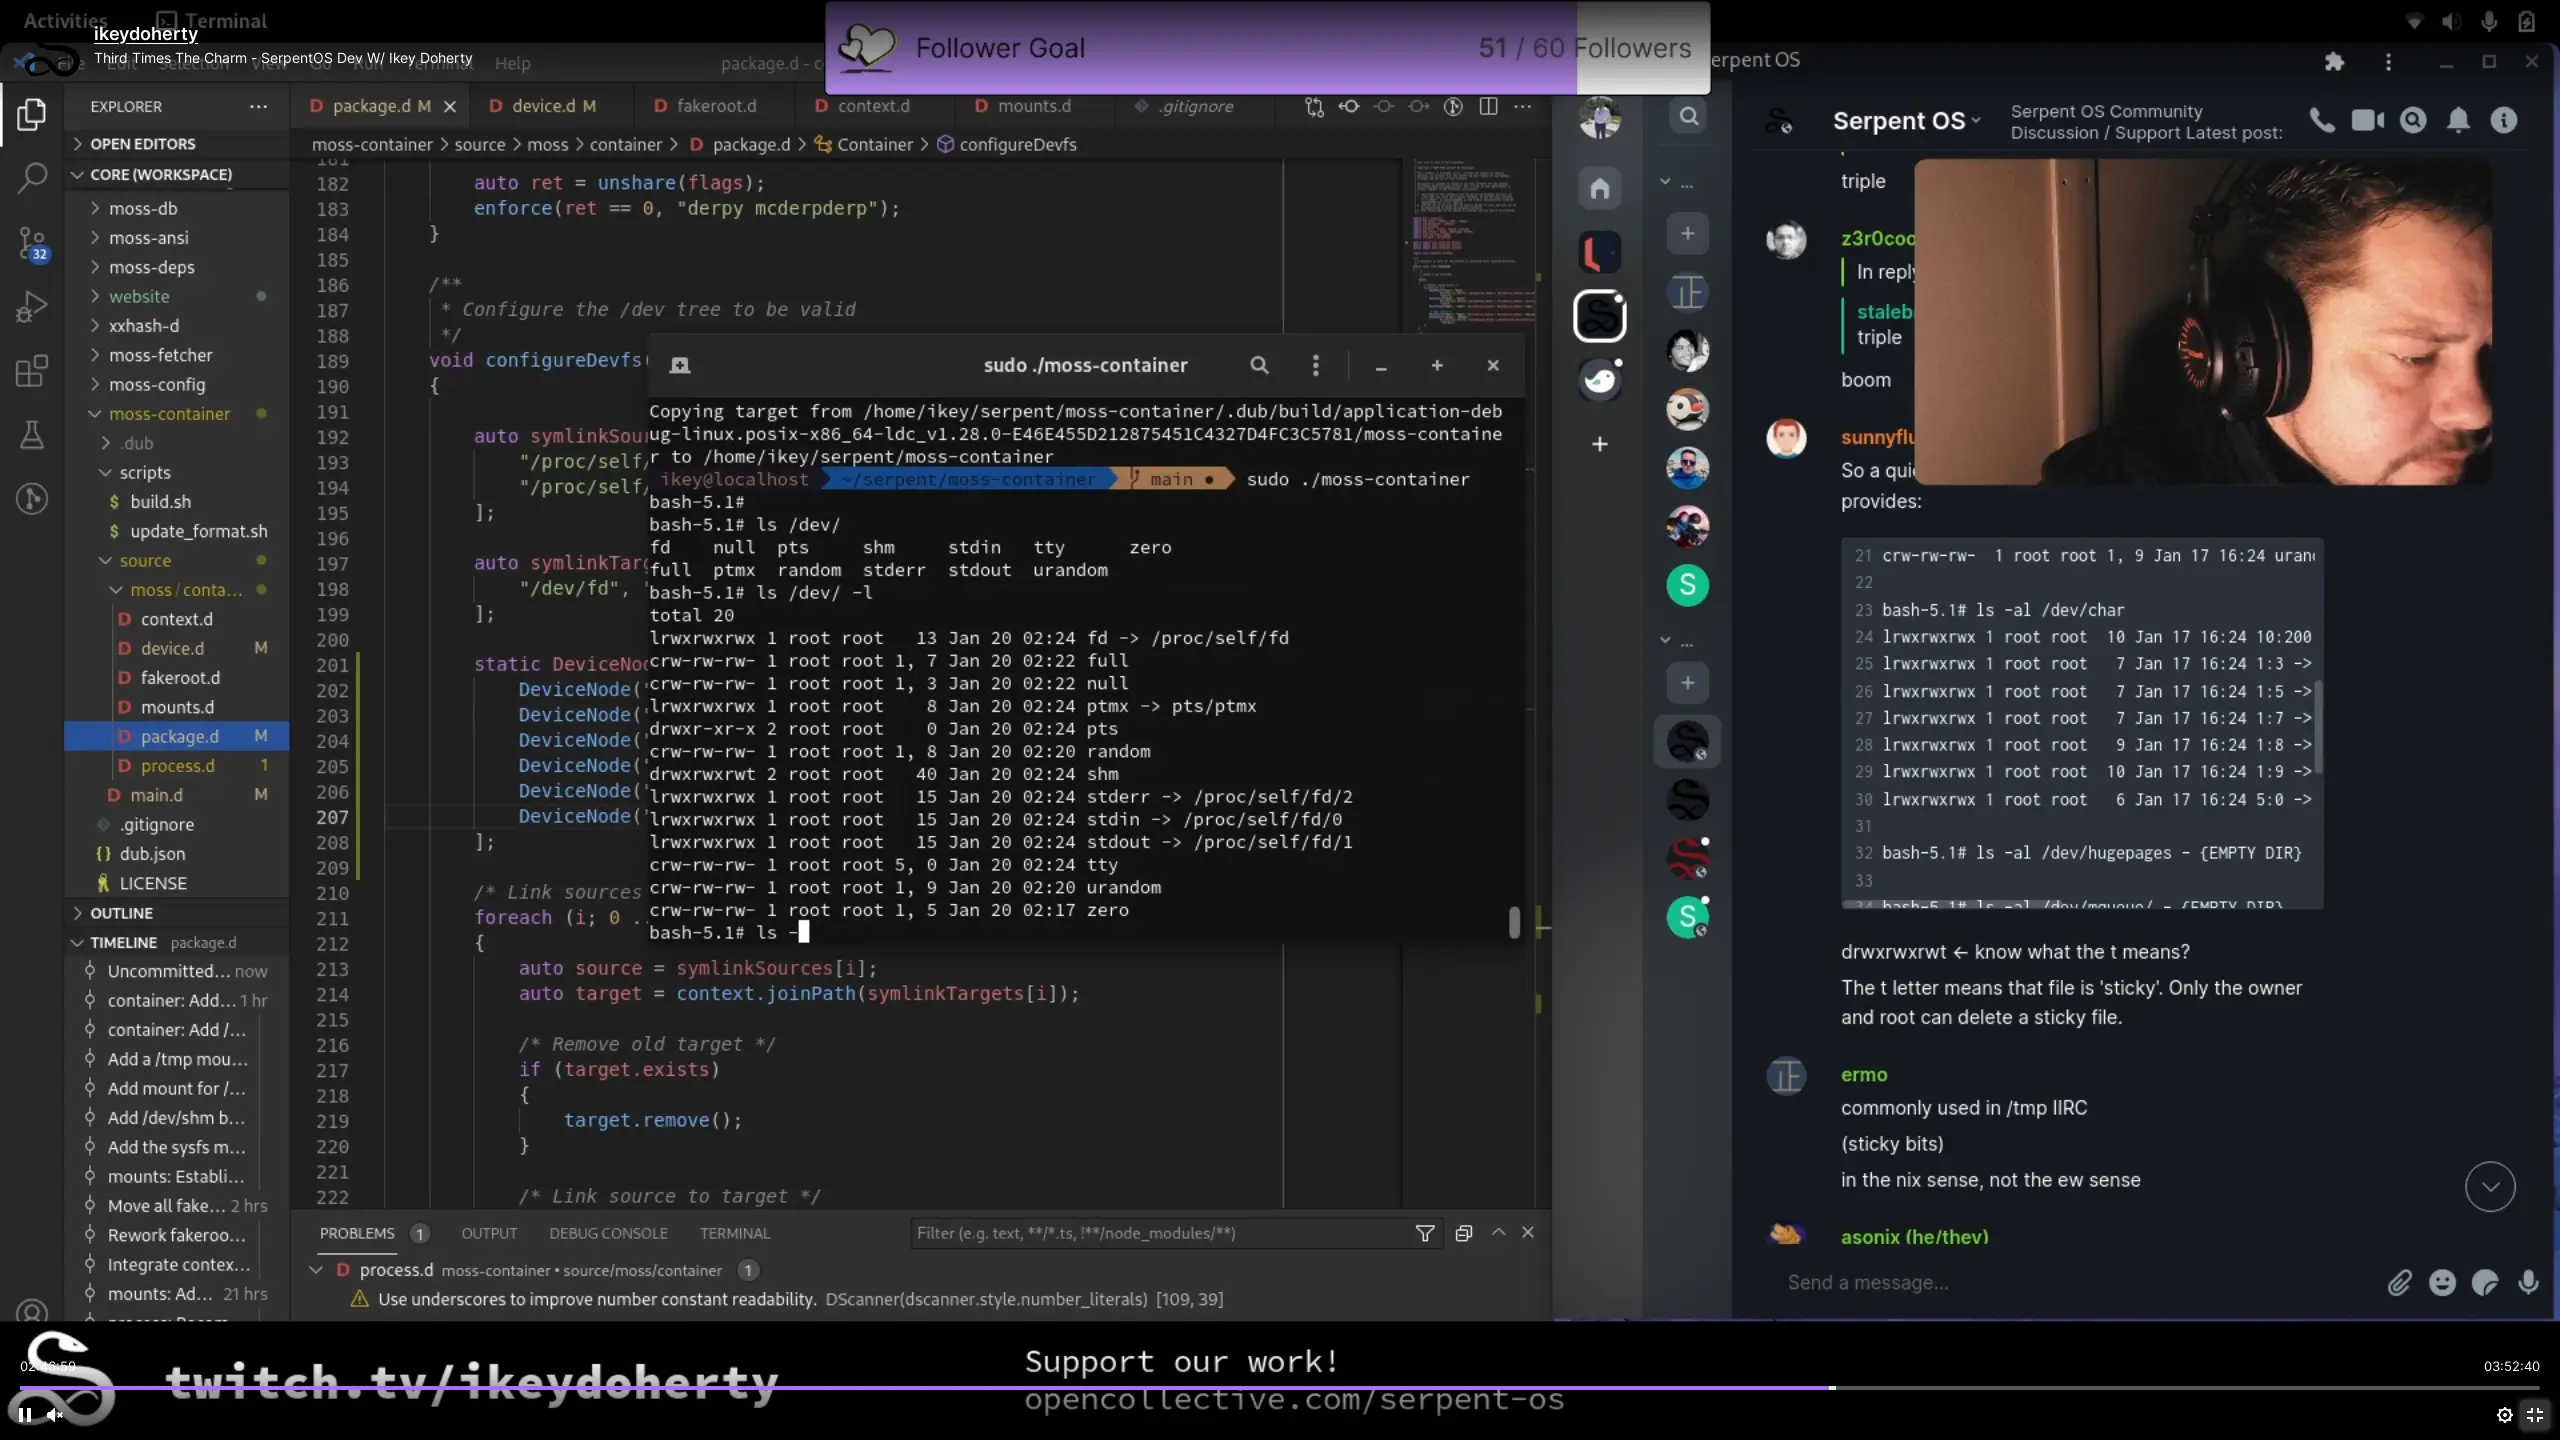 Activities
Terminal
ikeydoherty
Third Times The Charm - SerpentOS Dev W/ Ikey Doherty
Help
package.d - c
Follower Goal
51 / 60 Followers
erpent OS
EXPLORER
OPEN EDITORS
CORE (WORKSPACE)
moss-db
moss-ansi
moss-deps
website
xxhash-d
moss-fetcher
moss-config
moss-container
.dub
scripts
build.sh
update_format.sh
source
moss/conta...
context.d
device.d M
fakeroot.d
mounts.d
package.d M
process.d 1
main.d M
.gitignore
dub.json
LICENSE
OUTLINE
TIMELINE package.d
Uncommitted... now
container: Add... 1 hr
container: Add /...
Add a /tmp mou...
Add mount for /...
Add /dev/shm b...
Add the sysfs m...
mounts: Establi...
Move all fake... 2 hrs
Rework fakeroo...
Integrate contex...
mounts: Ad... 21 hrs
32
package.d M
device.d M
fakeroot.d
context.d
mounts.d
.gitignore
moss-container > source > moss > container > package.d > Container > configureDevfs
181
182 auto ret = unshare(flags);
183 enforce(ret == 0, "derpy mcderpderp");
184 }
185
186 /**
187 * Configure the /dev tree to be valid
188 */
189 void configureDevfs(
190 {
191
192 auto symlinkSou
193 "/proc/self/
194 "/proc/self/
195 ];
196
197 auto symlinkTar
198 "/dev/fd",
199 ];
200
201 static DeviceNo
202 DeviceNode(
203 DeviceNode(
204 DeviceNode(
205 DeviceNode(
206 DeviceNode(
207 DeviceNode(
208 ];
209
210 /* Link sources
211 foreach (i; 0 ..
212 {
213 auto source = symlinkSources[i];
214 auto target = context.joinPath(symlinkTargets[i]);
215
216 /* Remove old target */
217 if (target.exists)
218 {
219 target.remove();
220 }
221
222 /* Link source to target */
sudo ./moss-container
Copying target from /home/ikey/serpent/moss-container/.dub/build/application-deb
ug-linux.posix-x86_64-ldc_v1.28.0-E46E455D212875451C4327D4FC3C5781/moss-containe
r to /home/ikey/serpent/moss-container
ikey@localhost ~/serpent/moss-container main ● sudo ./moss-container
bash-5.1#
bash-5.1# ls /dev/
fd null pts shm stdin tty zero
full ptmx random stderr stdout urandom
bash-5.1# ls /dev/ -l
total 20
lrwxrwxrwx 1 root root 13 Jan 20 02:24 fd -> /proc/self/fd
crw-rw-rw- 1 root root 1, 7 Jan 20 02:22 full
crw-rw-rw- 1 root root 1, 3 Jan 20 02:22 null
lrwxrwxrwx 1 root root 8 Jan 20 02:24 ptmx -> pts/ptmx
drwxr-xr-x 2 root root 0 Jan 20 02:24 pts
crw-rw-rw- 1 root root 1, 8 Jan 20 02:20 random
drwxrwxrwt 2 root root 40 Jan 20 02:24 shm
lrwxrwxrwx 1 root root 15 Jan 20 02:24 stderr -> /proc/self/fd/2
lrwxrwxrwx 1 root root 15 Jan 20 02:24 stdin -> /proc/self/fd/0
lrwxrwxrwx 1 root root 15 Jan 20 02:24 stdout -> /proc/self/fd/1
crw-rw-rw- 1 root root 5, 0 Jan 20 02:24 tty
crw-rw-rw- 1 root root 1, 9 Jan 20 02:20 urandom
crw-rw-rw- 1 root root 1, 5 Jan 20 02:17 zero
bash-5.1# ls -
PROBLEMS 1
OUTPUT
DEBUG CONSOLE
TERMINAL
Filter (e.g. text, **/*.ts, !**/node_modules/**)
process.d moss-container • source/moss/container 1
Use underscores to improve number constant readability. DScanner(dscanner.style.number_literals) [109, 39]
Serpent OS
Serpent OS Community
Discussion / Support Latest post:
triple
z3r0coo
In reply
staleb
triple
boom
sunnyflu
So a quic
provides:
21 crw-rw-rw- 1 root root 1, 9 Jan 17 16:24 uran
22
23 bash-5.1# ls -al /dev/char
24 lrwxrwxrwx 1 root root 10 Jan 17 16:24 10:200
25 lrwxrwxrwx 1 root root 7 Jan 17 16:24 1:3 ->
26 lrwxrwxrwx 1 root root 7 Jan 17 16:24 1:5 ->
27 lrwxrwxrwx 1 root root 7 Jan 17 16:24 1:7 ->
28 lrwxrwxrwx 1 root root 9 Jan 17 16:24 1:8 ->
29 lrwxrwxrwx 1 root root 10 Jan 17 16:24 1:9 ->
30 lrwxrwxrwx 1 root root 6 Jan 17 16:24 5:0 ->
31
32 bash-5.1# ls -al /dev/hugepages - {EMPTY DIR}
33
34 bash-5.1# ls -al /dev/mqueue/ - {EMPTY DIR}
drwxrwxrwt <- know what the t means?
The t letter means that file is 'sticky'. Only the owner
and root can delete a sticky file.
ermo
commonly used in /tmp IIRC
(sticky bits)
in the nix sense, not the ew sense
asonix (he/they)
Send a message...
S
S
02:46:59
03:52:40
twitch.tv/ikeydoherty
Support our work!
opencollective.com/serpent-os